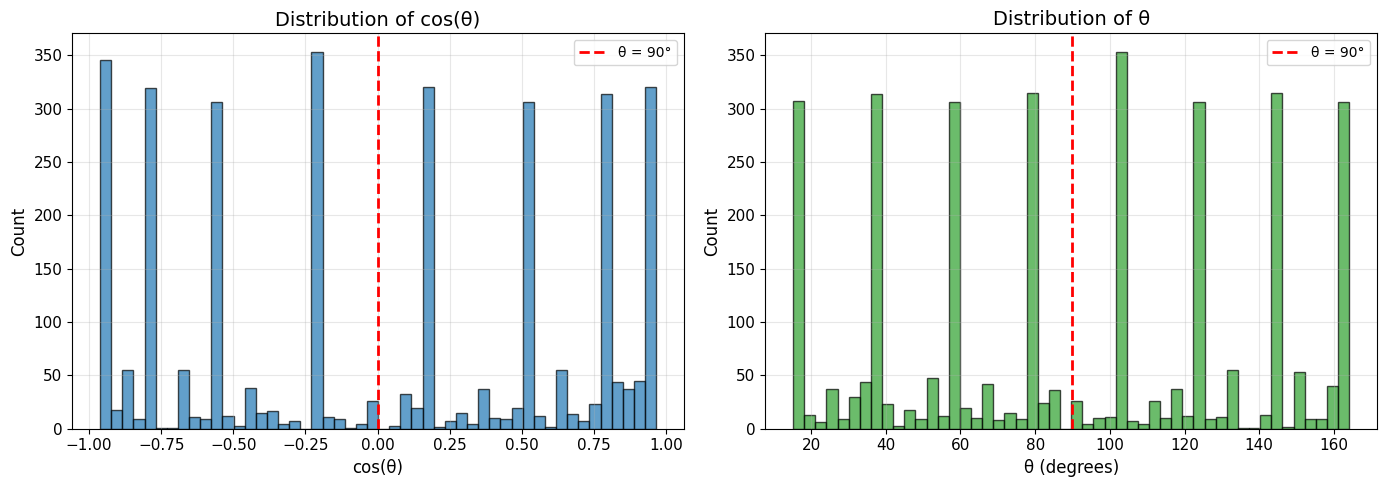 Distribution of cos(θ)
θ = 90°
350
300
250
200
150
100
50
0
Count
−1.00 −0.75 −0.50 −0.25 0.00 0.25 0.50 0.75 1.00
cos(θ)
Distribution of θ
θ = 90°
350
300
250
200
150
100
50
0
Count
20 40 60 80 100 120 140 160
θ (degrees)